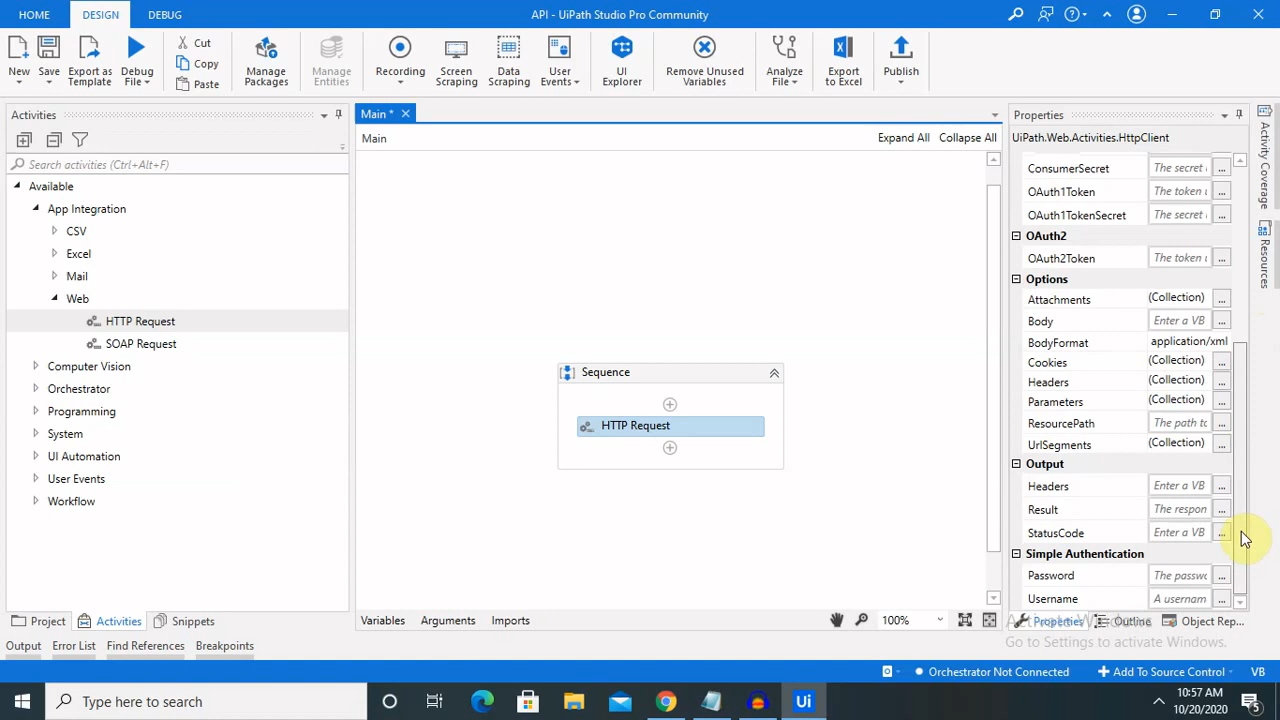 HOME
DESIGN
DEBUG
API - UiPath Studio Pro Community
New
Save
Export as Template
Debug File
Cut
Copy
Paste
Manage Packages
Manage Entities
Recording
Screen Scraping
Data Scraping
User Events
UI Explorer
Remove Unused Variables
Analyze File
Export to Excel
Publish
Activities
Search activities (Ctrl+Alt+F)
Available
App Integration
CSV
Excel
Mail
Web
HTTP Request
SOAP Request
Computer Vision
Orchestrator
Programming
System
UI Automation
User Events
Workflow
Project
Activities
Snippets
Main *
Main
Expand All
Collapse All
Sequence
HTTP Request
Variables
Arguments
Imports
100%
Properties
UiPath.Web.Activities.HttpClient
ConsumerSecret The secret ...
OAuth1Token The token u ...
OAuth1TokenSecret The secret ...
OAuth2
OAuth2Token The token u ...
Options
Attachments (Collection) ...
Body Enter a VB ...
BodyFormat application/xml
Cookies (Collection) ...
Headers (Collection) ...
Parameters (Collection) ...
ResourcePath The path to ...
UrlSegments (Collection) ...
Output
Headers Enter a VB ...
Result The respon ...
StatusCode Enter a VB ...
Simple Authentication
Password The passwo ...
Username A usernam ...
Properties
Outline
Object Rep...
Activity Coverage
Resources
Activate Windows
Go to Settings to activate Windows.
Output
Error List
Find References
Breakpoints
Orchestrator Not Connected
Add To Source Control
VB
Type here to search
Ui
10:57 AM
10/20/2020
5